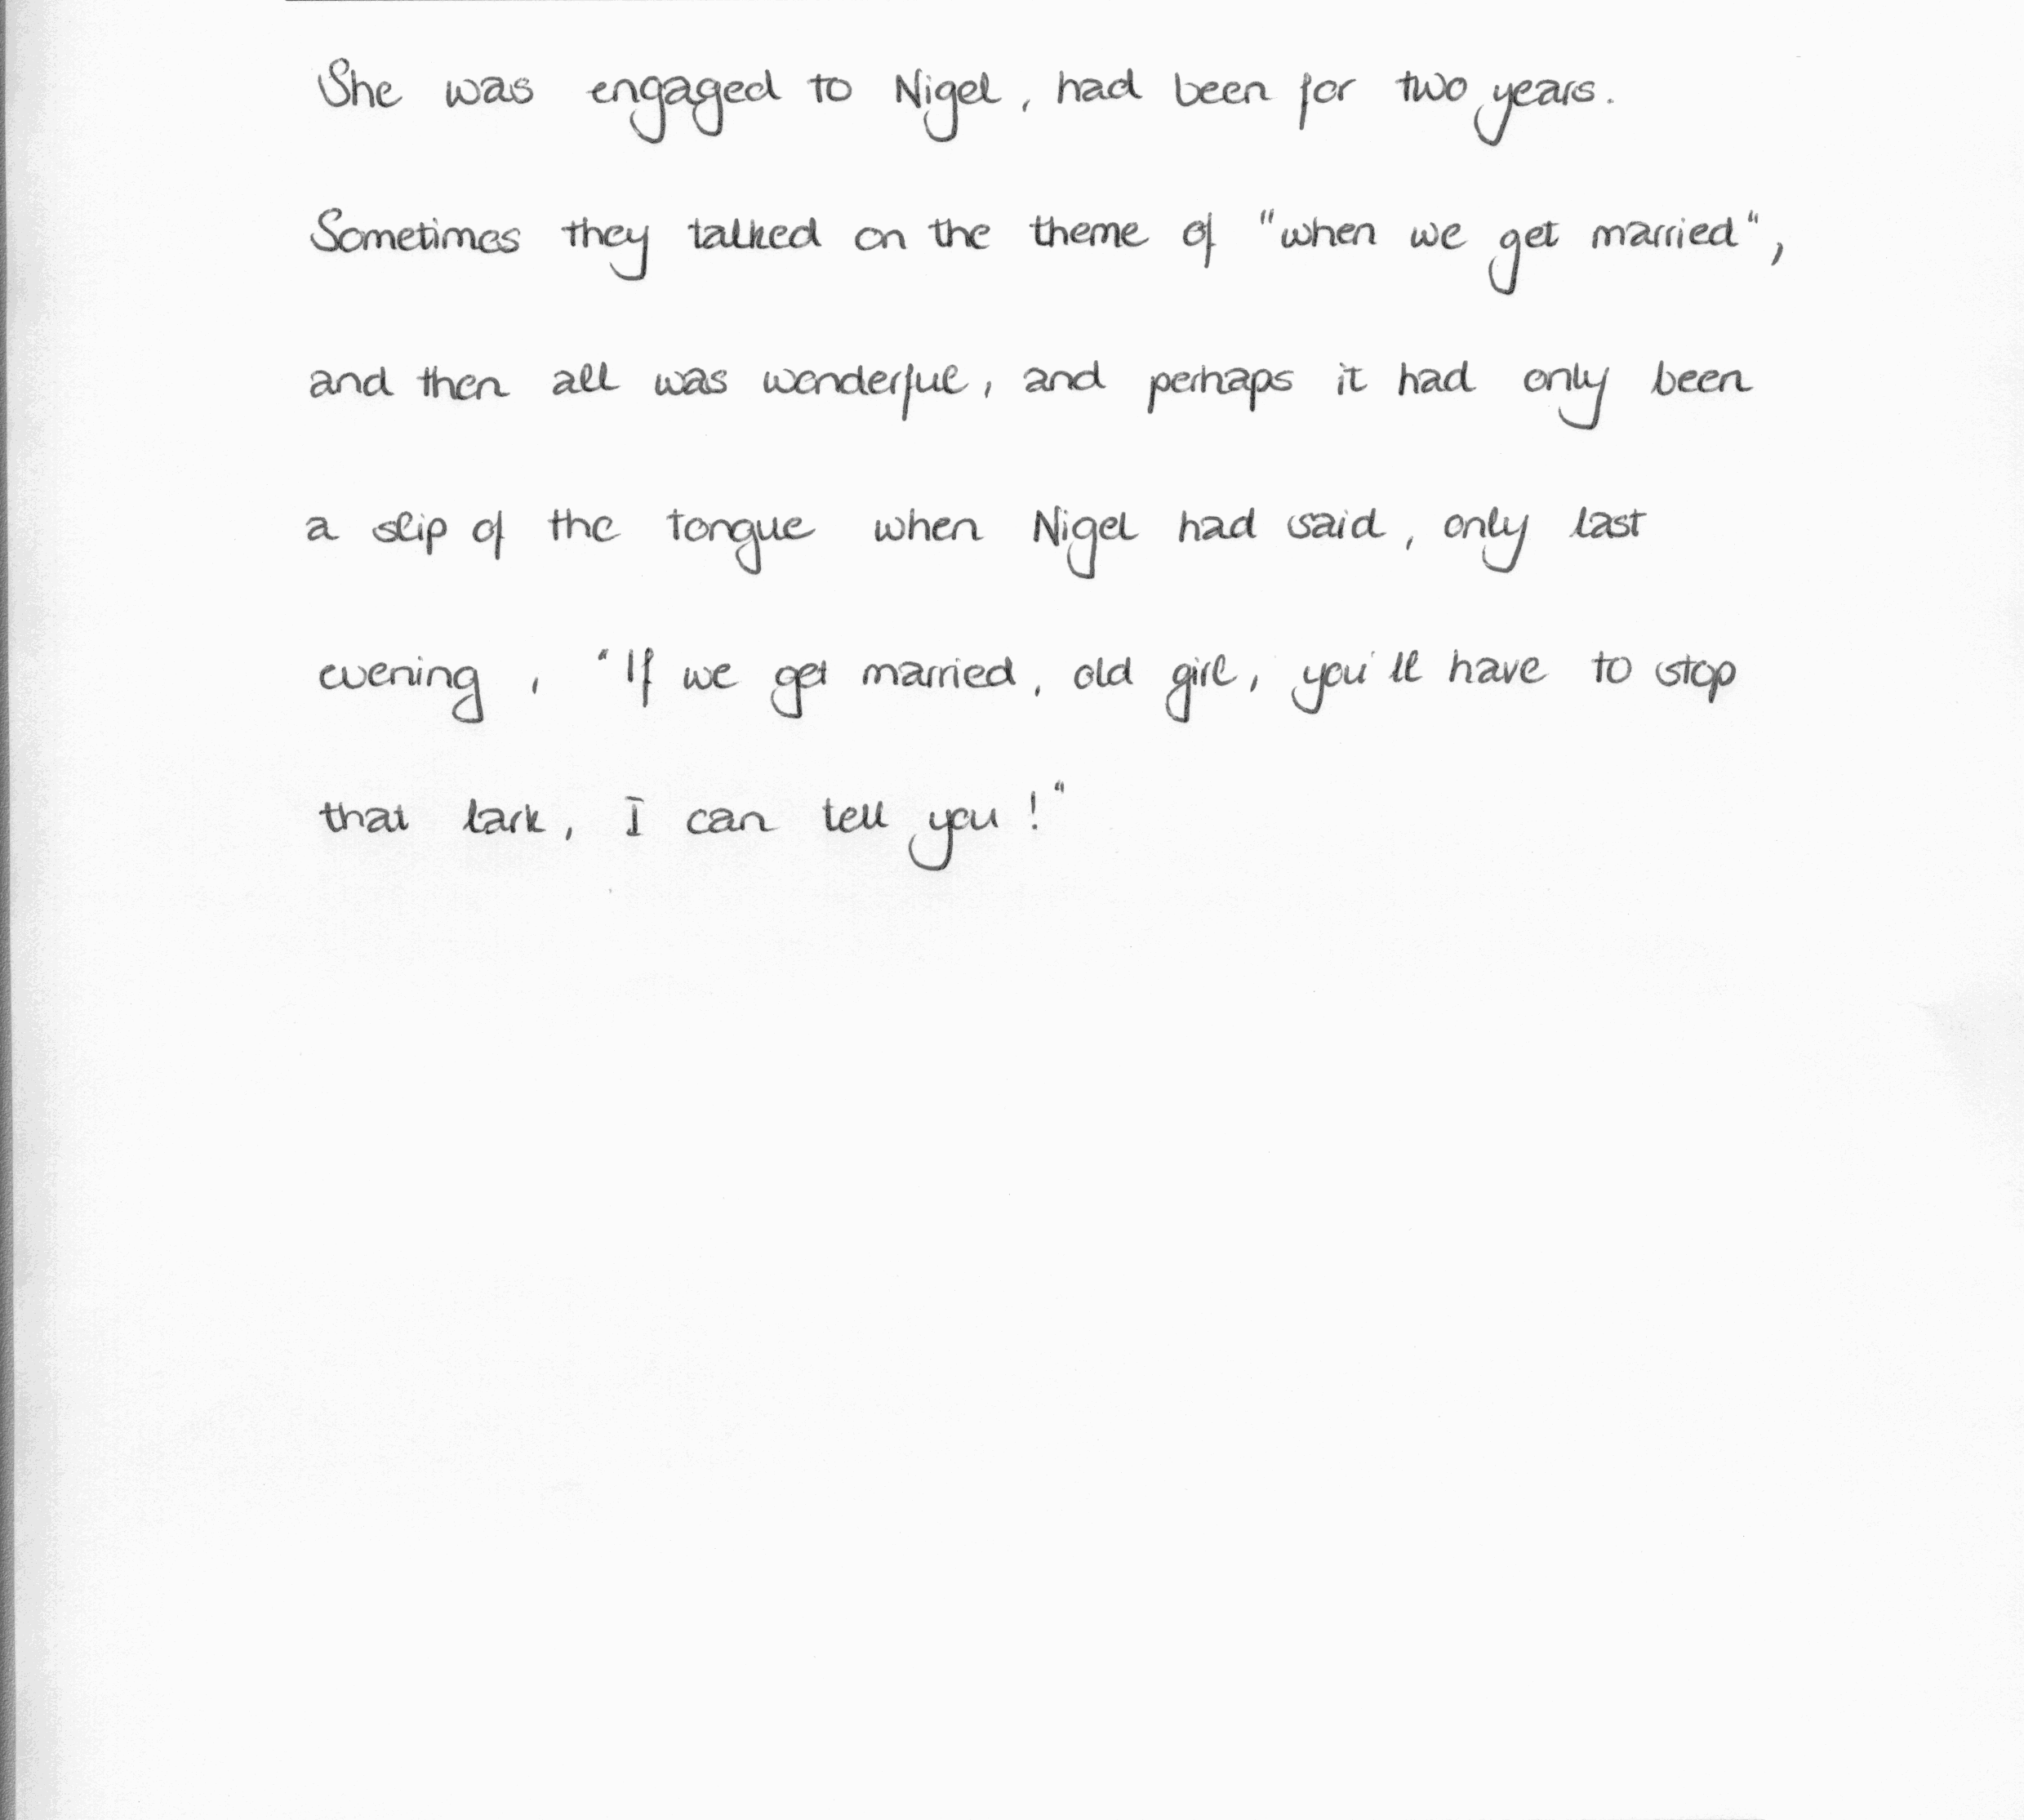 She was engaged to Nigel, had been for two years.
Sometimes they talked on the theme of "when we get married",
and then all was wonderful, and perhaps it had only been
a slip of the tongue when Nigel had said, only last
evening, "If we get married, old girl, you'll have to stop
that lark, I can tell you!"